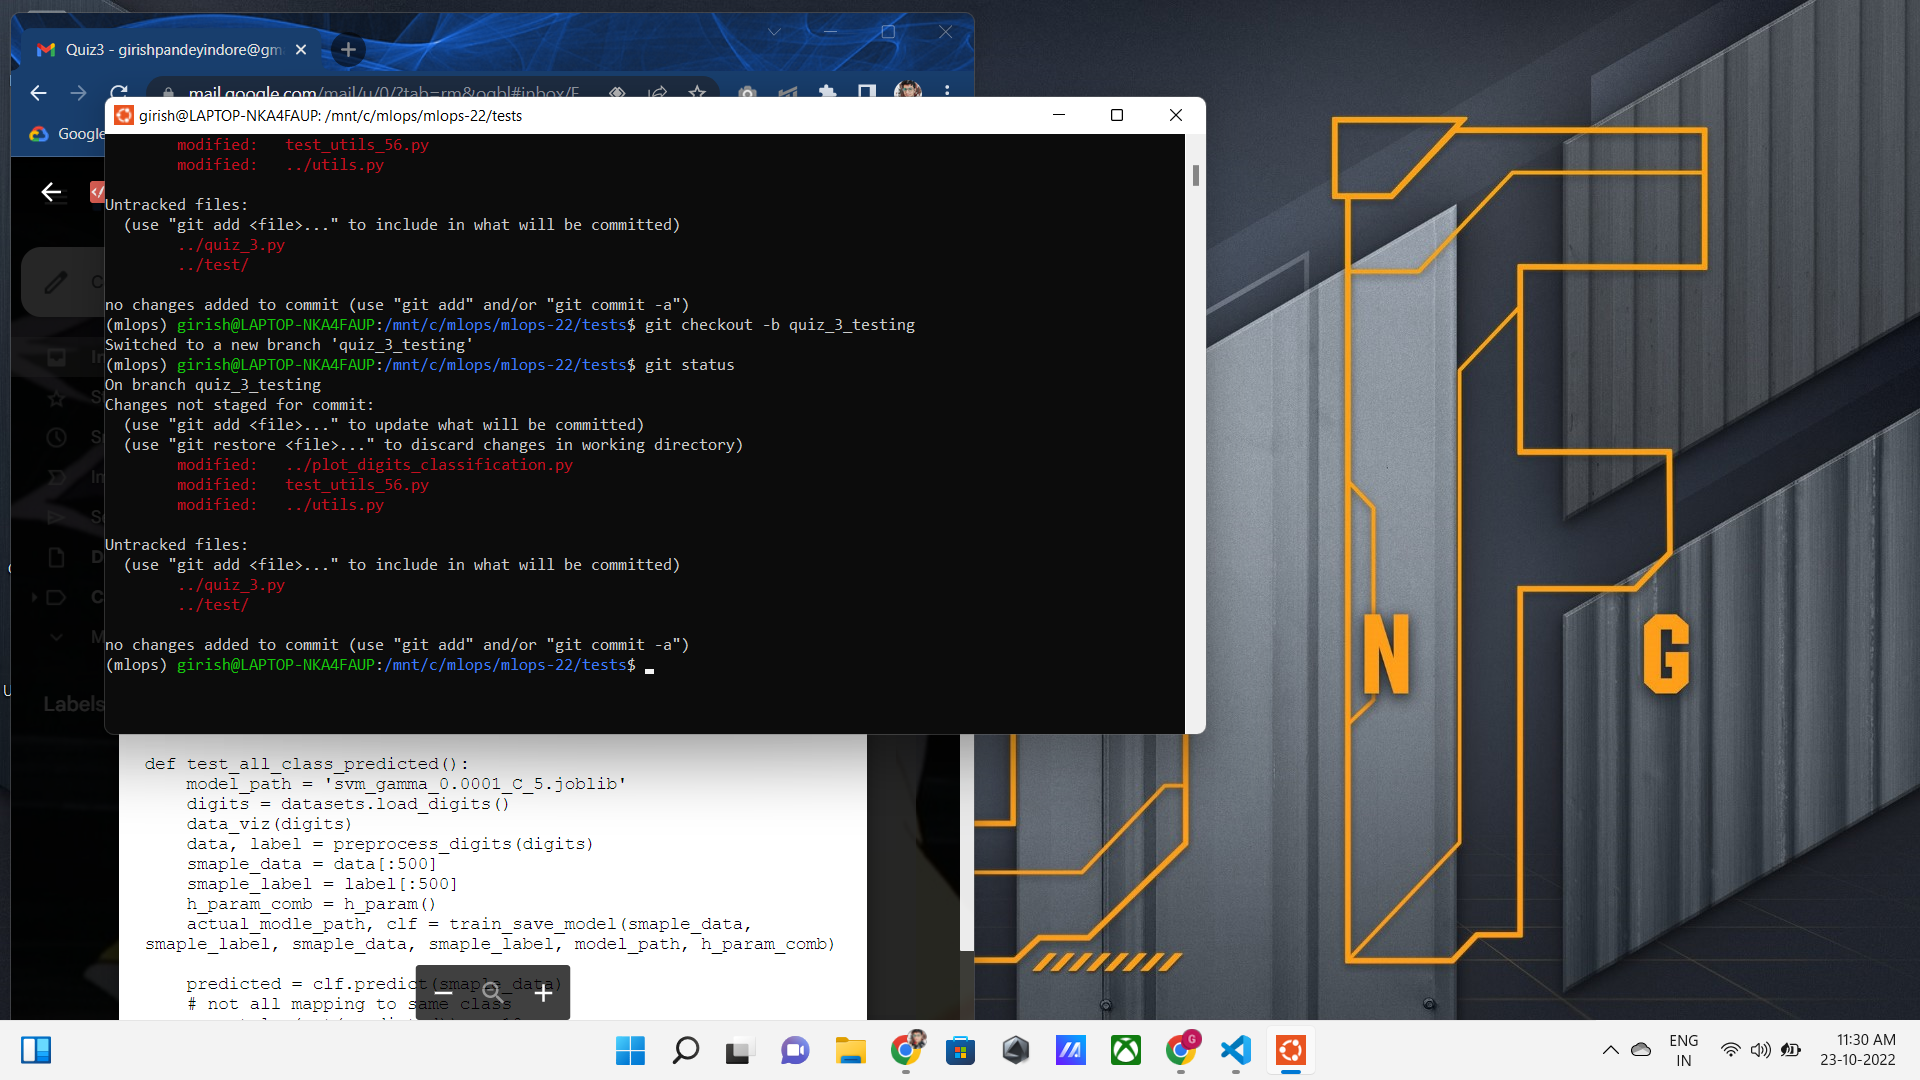 Quiz3 - girishpandeyindore@gm
mail.google.com/mail/u/0/?tab=rm&ogbl#inbox/F
Google
girish@LAPTOP-NKA4FAUP: /mnt/c/mlops/mlops-22/tests
modified:   test_utils_56.py
modified:   ../utils.py
Untracked files:
(use "git add <file>..." to include in what will be committed)
../quiz_3.py
../test/
no changes added to commit (use "git add" and/or "git commit -a")
(mlops) girish@LAPTOP-NKA4FAUP:/mnt/c/mlops/mlops-22/tests$ git checkout -b quiz_3_testing
Switched to a new branch 'quiz_3_testing'
(mlops) girish@LAPTOP-NKA4FAUP:/mnt/c/mlops/mlops-22/tests$ git status
On branch quiz_3_testing
Changes not staged for commit:
(use "git add <file>..." to update what will be committed)
(use "git restore <file>..." to discard changes in working directory)
modified:   ../plot_digits_classification.py
modified:   test_utils_56.py
modified:   ../utils.py
Untracked files:
(use "git add <file>..." to include in what will be committed)
../quiz_3.py
../test/
no changes added to commit (use "git add" and/or "git commit -a")
(mlops) girish@LAPTOP-NKA4FAUP:/mnt/c/mlops/mlops-22/tests$
Labels
def test_all_class_predicted():
model_path = 'svm_gamma_0.0001_C_5.joblib'
digits = datasets.load_digits()
data_viz(digits)
data, label = preprocess_digits(digits)
smaple_data = data[:500]
smaple_label = label[:500]
h_param_comb = h_param()
actual_modle_path, clf = train_save_model(smaple_data,
smaple_label, smaple_data, smaple_label, model_path, h_param_comb)
predicted = clf.predict(smaple_data)
# not all mapping to same class
N
G
G
ENG
IN
11:30 AM
23-10-2022